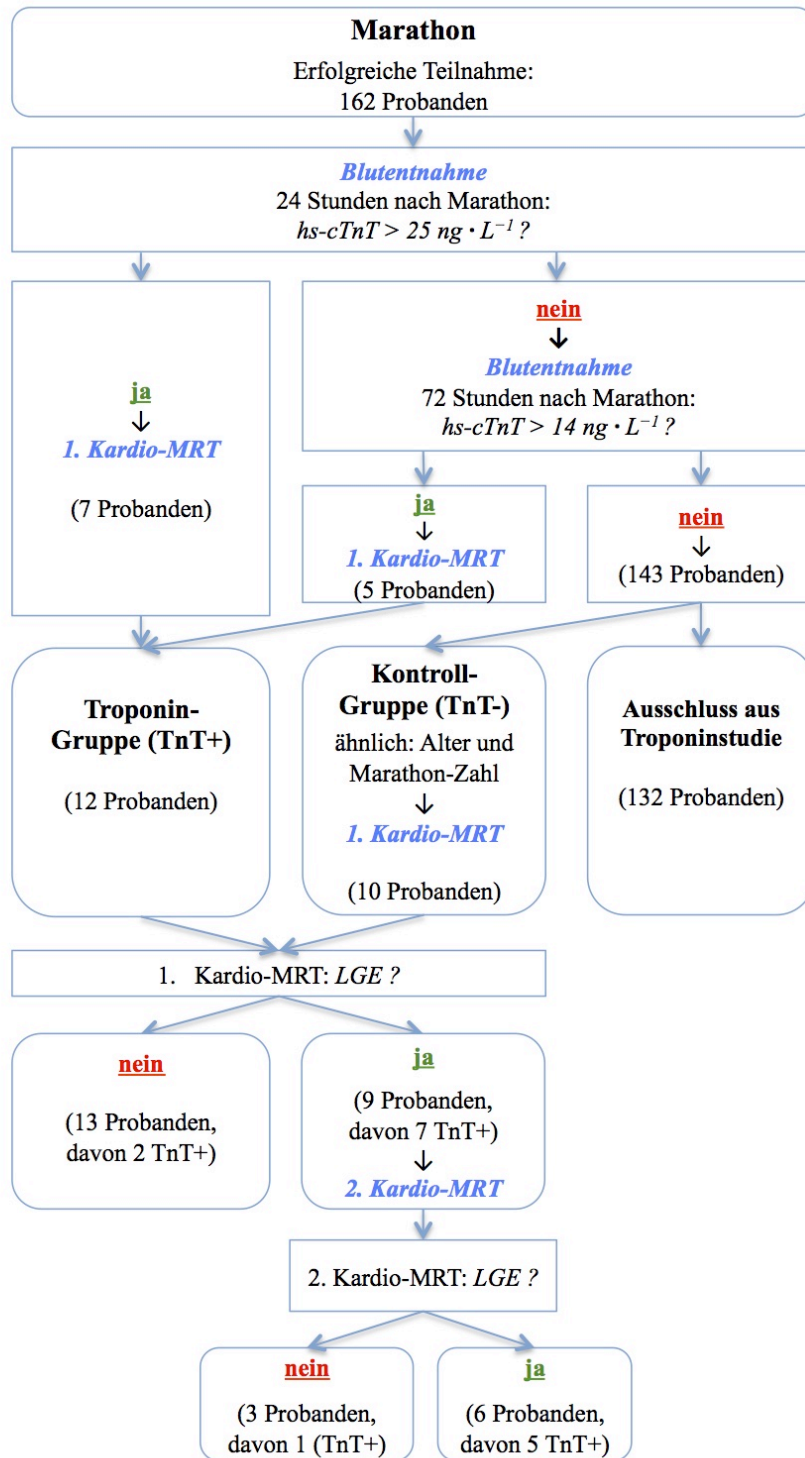 Marathon
Erfolgreiche Teilnahme:
162 Probanden
Blutentnahme
24 Stunden nach Marathon:
hs-cTnT > 25 ng · L⁻¹ ?
ja
↓
1. Kardio-MRT
(7 Probanden)
nein
↓
Blutentnahme
72 Stunden nach Marathon:
hs-cTnT > 14 ng · L⁻¹ ?
ja
↓
1. Kardio-MRT
(5 Probanden)
nein
↓
(143 Probanden)
Troponin-
Gruppe (TnT+)
(12 Probanden)
Kontroll-
Gruppe (TnT-)
ähnlich: Alter und
Marathon-Zahl
↓
1. Kardio-MRT
(10 Probanden)
Ausschluss aus
Troponinstudie
(132 Probanden)
1. Kardio-MRT: LGE ?
nein
(13 Probanden,
davon 2 TnT+)
ja
(9 Probanden,
davon 7 TnT+)
↓
2. Kardio-MRT
2. Kardio-MRT: LGE ?
nein
(3 Probanden,
davon 1 (TnT+)
ja
(6 Probanden,
davon 5 TnT+)